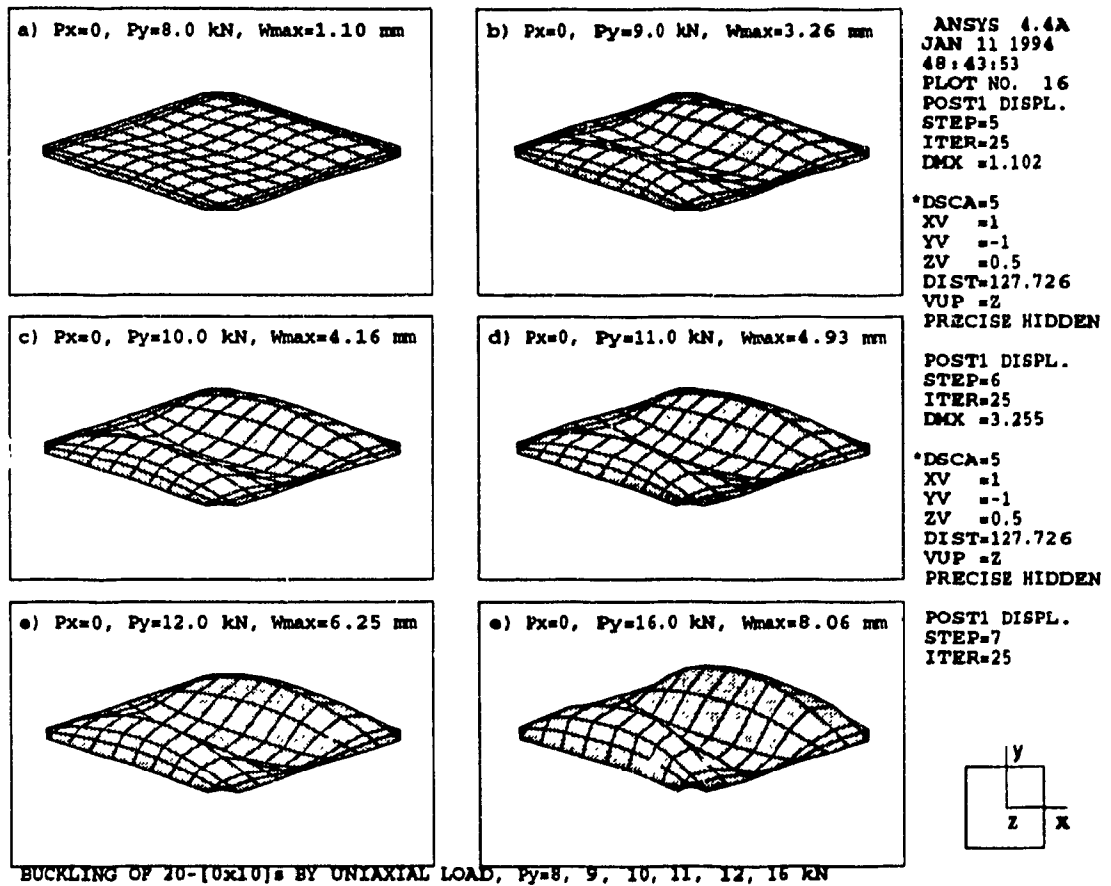 a) Px=0, Py=8.0 kN, Wmax=1.10 mm
b) Px=0, Py=9.0 kN, Wmax=3.26 mm
c) Px=0, Py=10.0 kN, Wmax=4.16 mm
d) Px=0, Py=11.0 kN, Wmax=4.93 mm
e) Px=0, Py=12.0 kN, Wmax=6.25 mm
e) Px=0, Py=16.0 kN, Wmax=8.06 mm
ANSYS 4.4A
JAN 11 1994
48:43:53
PLOT NO. 16
POST1 DISPL.
STEP=5
ITER=25
DMX =1.102
*DSCA=5
XV =1
YV =-1
ZV =0.5
DIST=127.726
VUP =Z
PRECISE HIDDEN
POST1 DISPL.
STEP=6
ITER=25
DMX =3.255
*DSCA=5
XV =1
YV =-1
ZV =0.5
DIST=127.726
VUP =Z
PRECISE HIDDEN
POST1 DISPL.
STEP=7
ITER=25
y
z x
BUCKLING OF 20-[0x10]s BY UNIAXIAL LOAD, Py=8, 9, 10, 11, 12, 16 kN